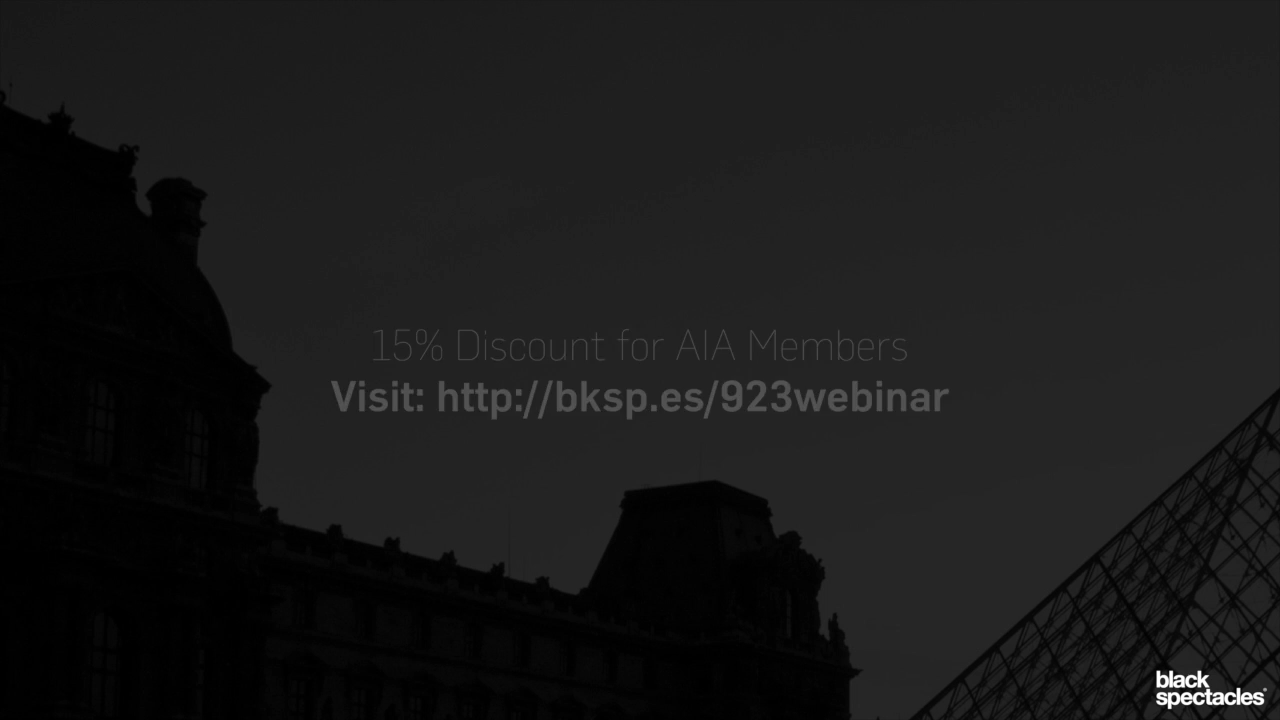 15% Discount for AIA Members
Visit: http://bksp.es/923webinar
black
spectacles®